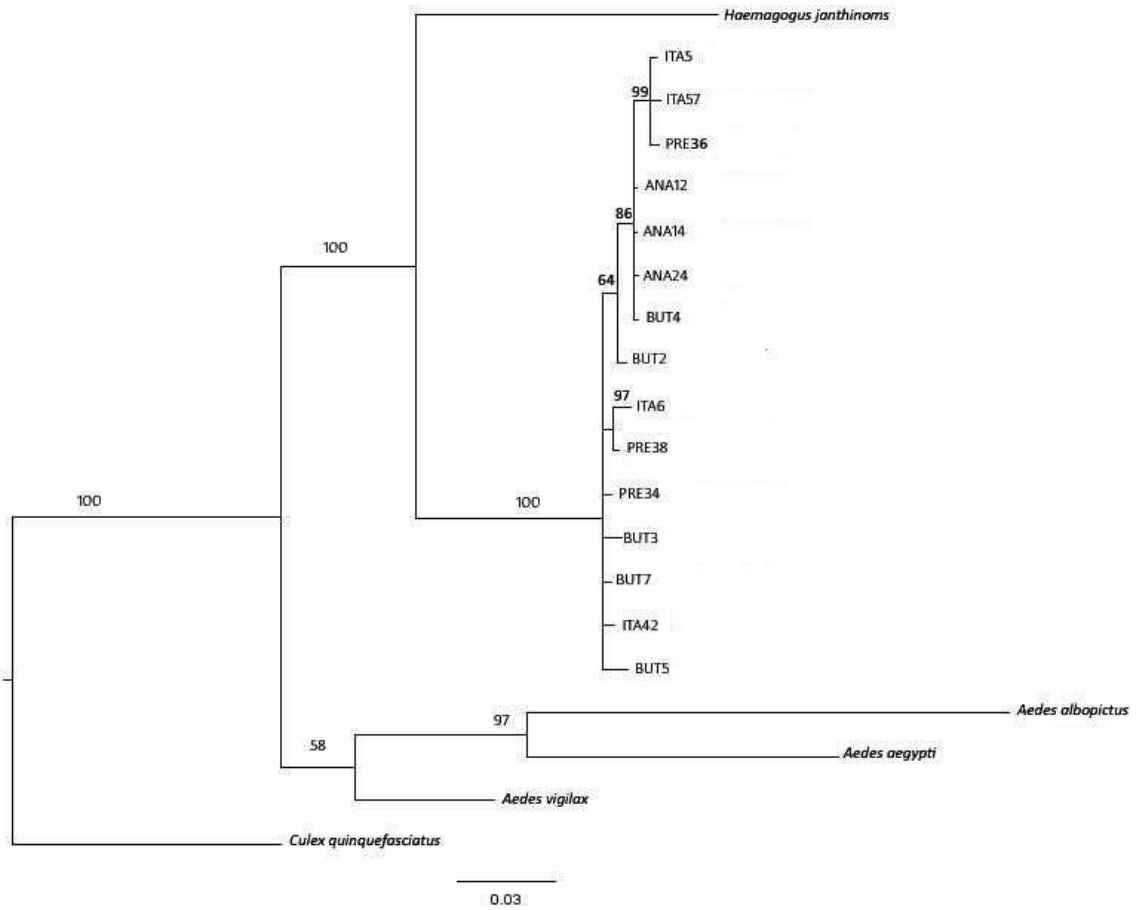 Haemagogus janthinoms
ITA5
99
ITA57
PRE36
ANA12
86
ANA14
100
ANA24
64
BUT4
BUT2
97
ITA6
PRE38
PRE34
100
100
BUT3
BUT7
ITA42
BUT5
Aedes albopictus
97
58
Aedes aegypti
Aedes vigilax
Culex quinquefasciatus
0.03